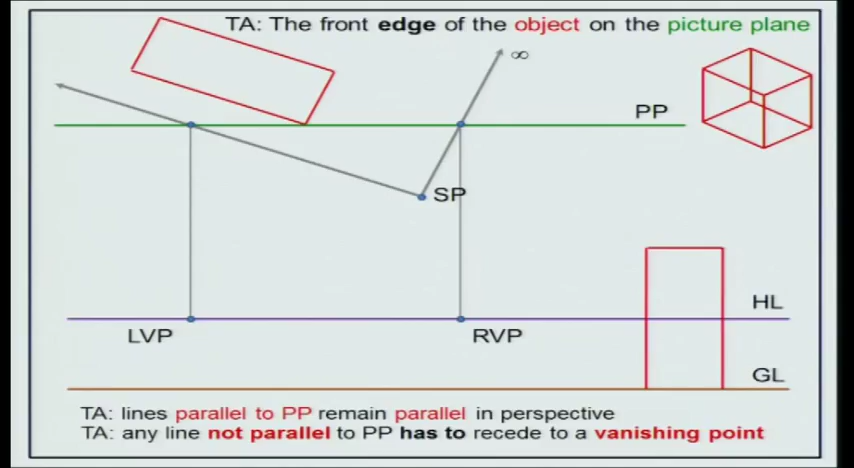 TA: The front edge of the object on the picture plane
∞
PP
SP
HL
LVP
RVP
GL
TA: lines parallel to PP remain parallel in perspective
TA: any line not parallel to PP has to recede to a vanishing point